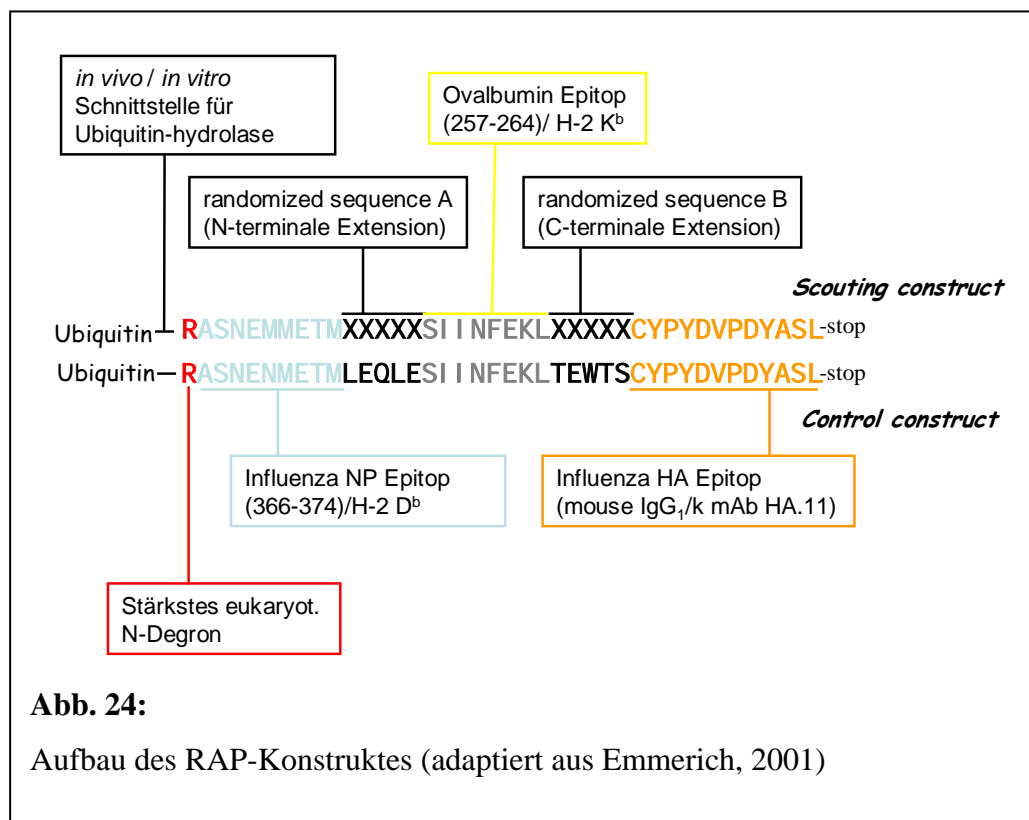 in vivo / in vitro
Schnittstelle für
Ubiquitin-hydrolase
Ovalbumin Epitop
(257-264)/ H-2 Kᵇ
randomized sequence A
(N-terminale Extension)
randomized sequence B
(C-terminale Extension)
Scouting construct
Ubiquitin RASNEMMETMXXXXXSIINFEKLXXXXXCYPYDVPDYASL-stop
Ubiquitin RASNENMETMLEQLESIINFEKLTEWTSCYPYDVPDYASL-stop
Control construct
Influenza NP Epitop
(366-374)/H-2 Dᵇ
Influenza HA Epitop
(mouse IgG₁/k mAb HA.11)
Stärkstes eukaryot.
N-Degron
Abb. 24:
Aufbau des RAP-Konstruktes (adaptiert aus Emmerich, 2001)